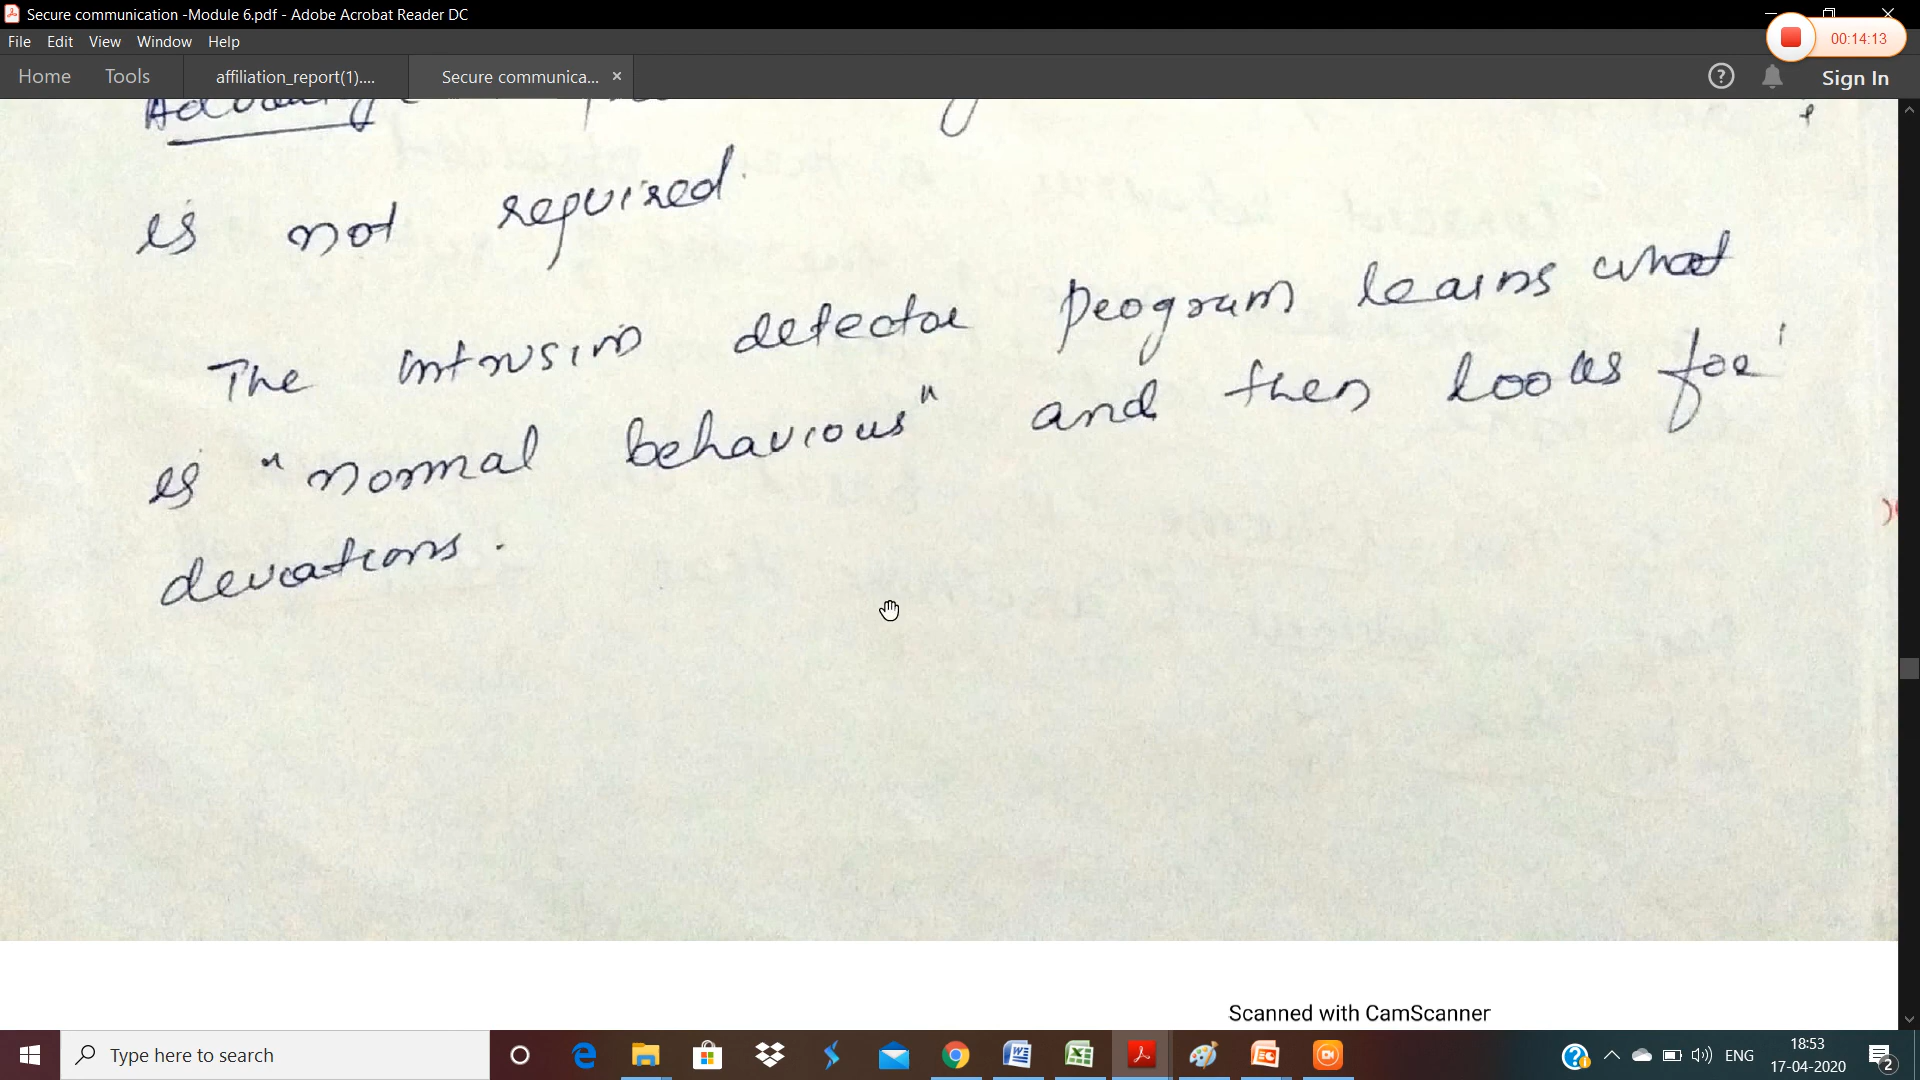 Secure communication -Module 6.pdf - Adobe Acrobat Reader DC
File Edit View Window Help
00:14:13
Home Tools affiliation_report(1).... Secure communica... × Sign In
is not required.
The intrusion detector program learns what
is "normal behaviour" and then looks for
deviations.
Scanned with CamScanner
Type here to search
ENG
18:53
17-04-2020
2